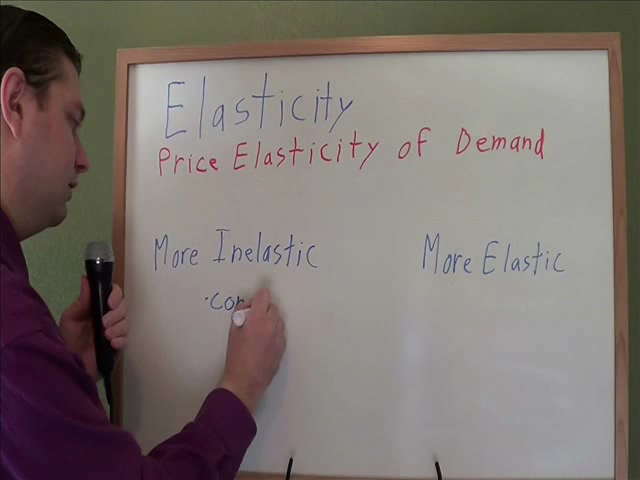 Elasticity
Price Elasticity of Demand
More Inelastic
More Elastic